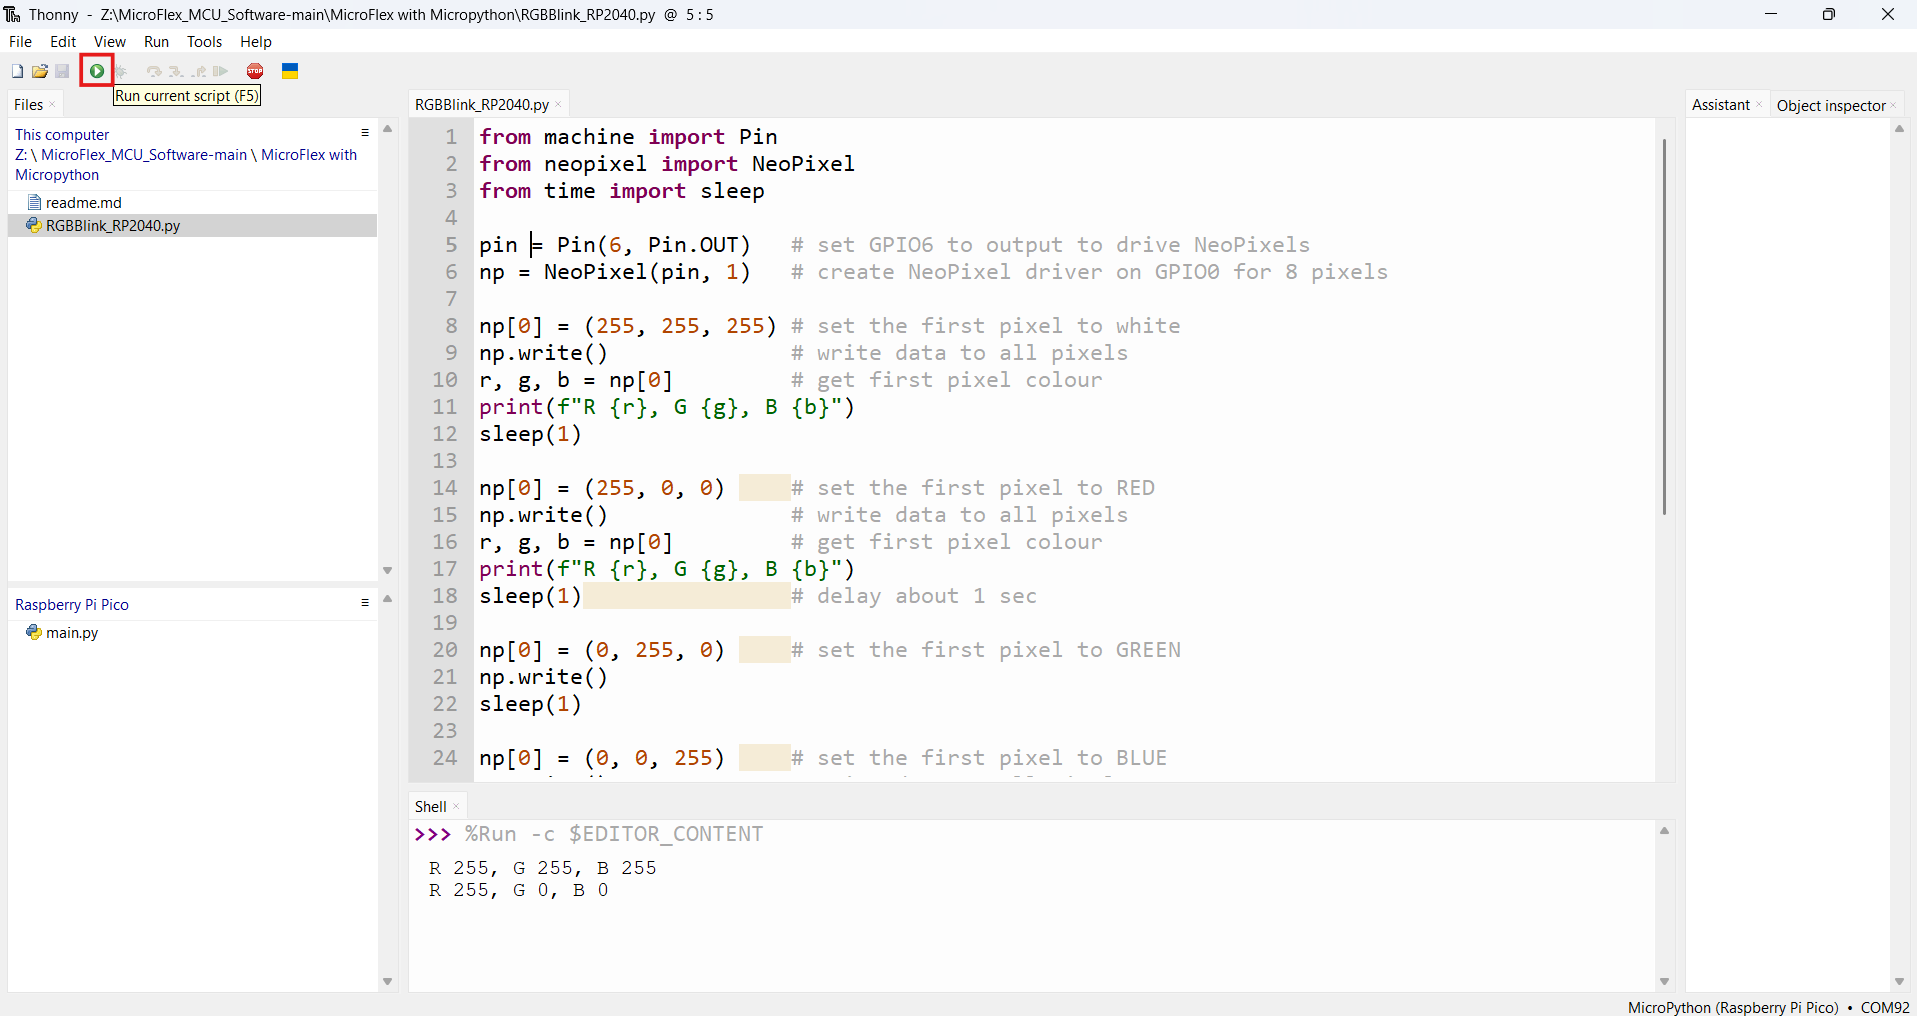 Thonny - Z:\MicroFlex_MCU_Software-main\MicroFlex with Micropython\RGBBlink_RP2040.py @ 5 : 5
File Edit View Run Tools Help
STOP
Run current script (F5)
Files
This computer
Z: \ MicroFlex_MCU_Software-main \ MicroFlex with
Micropython
readme.md
RGBBlink_RP2040.py
Raspberry Pi Pico
main.py
RGBBlink_RP2040.py
1 from machine import Pin
2 from neopixel import NeoPixel
3 from time import sleep
4
5 pin = Pin(6, Pin.OUT) # set GPIO6 to output to drive NeoPixels
6 np = NeoPixel(pin, 1) # create NeoPixel driver on GPIO0 for 8 pixels
7
8 np[0] = (255, 255, 255) # set the first pixel to white
9 np.write() # write data to all pixels
10 r, g, b = np[0] # get first pixel colour
11 print(f"R {r}, G {g}, B {b}")
12 sleep(1)
13
14 np[0] = (255, 0, 0) # set the first pixel to RED
15 np.write() # write data to all pixels
16 r, g, b = np[0] # get first pixel colour
17 print(f"R {r}, G {g}, B {b}")
18 sleep(1) # delay about 1 sec
19
20 np[0] = (0, 255, 0) # set the first pixel to GREEN
21 np.write()
22 sleep(1)
23
24 np[0] = (0, 0, 255) # set the first pixel to BLUE
Shell
>>> %Run -c $EDITOR_CONTENT
R 255, G 255, B 255
R 255, G 0, B 0
Assistant Object inspector
MicroPython (Raspberry Pi Pico) • COM92